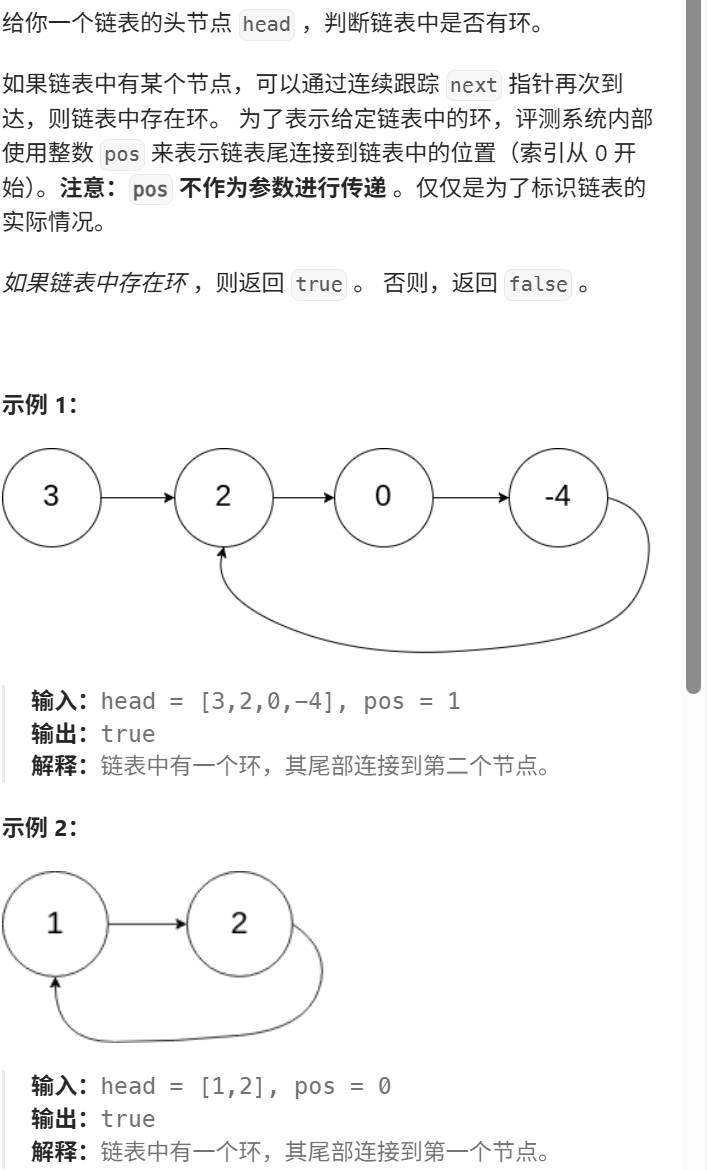 给你一个链表的头节点 head ，判断链表中是否有环。
如果链表中有某个节点，可以通过连续跟踪 next 指针再次到
达，则链表中存在环。 为了表示给定链表中的环，评测系统内部
使用整数 pos 来表示链表尾连接到链表中的位置（索引从 0 开
始）。注意：pos 不作为参数进行传递 。仅仅是为了标识链表的
实际情况。
如果链表中存在环 ，则返回 true 。 否则，返回 false 。
示例 1：
3 2 0 -4
输入：head = [3,2,0,-4], pos = 1
输出：true
解释：链表中有一个环，其尾部连接到第二个节点。
示例 2：
1 2
输入：head = [1,2], pos = 0
输出：true
解释：链表中有一个环，其尾部连接到第一个节点。